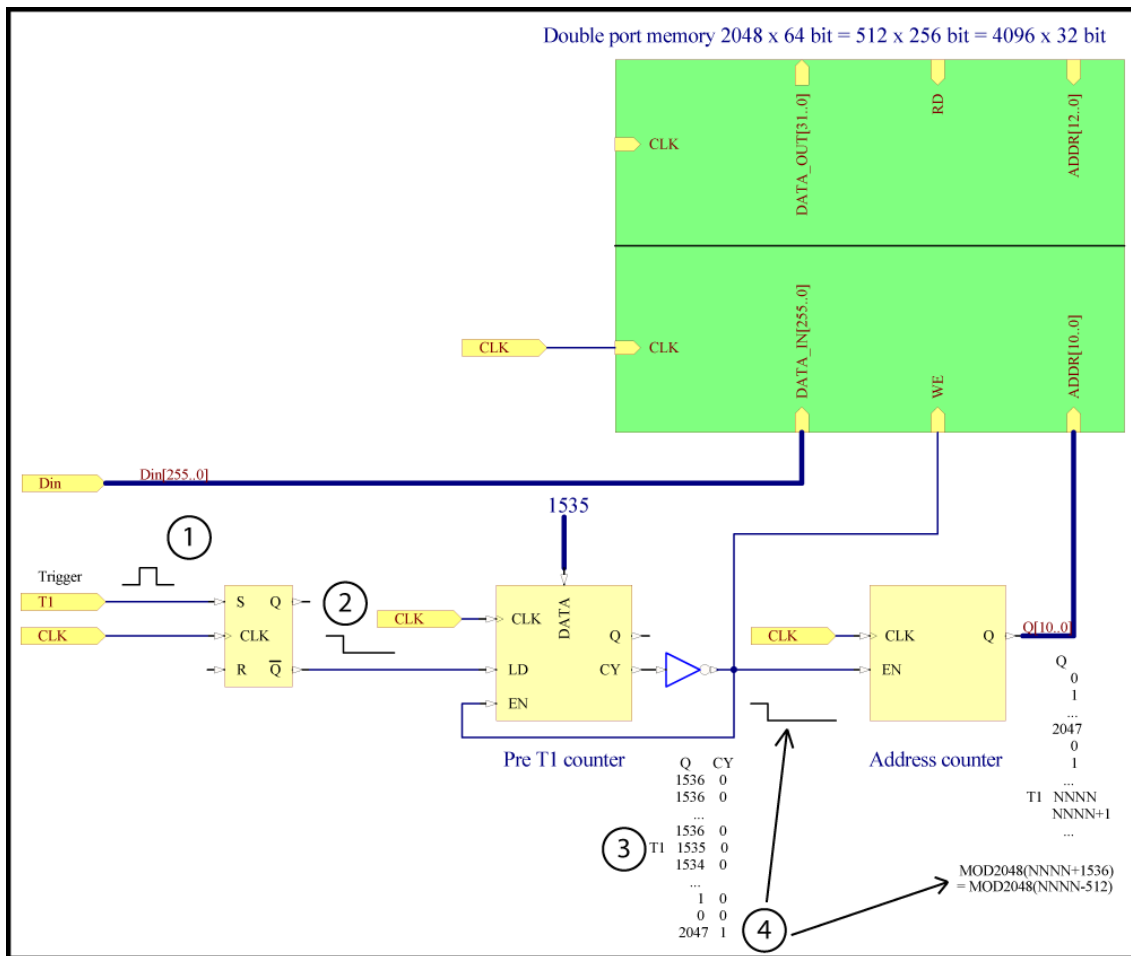 Double port memory 2048 x 64 bit = 512 x 256 bit = 4096 x 32 bit
DATA_OUT[31..0]
RD
ADDR[12..0]
CLK
CLK
CLK
DATA_IN[255..0]
WE
ADDR[10..0]
Din
Din[255..0]
1535
1
Trigger
T1
S Q
2
CLK
CLK
DATA
CLK
CLK
Q[10..0]
CLK
Q
Q
R Q
LD
CY
EN
EN
Q
0
1
...
2047
0
1
...
T1 NNNN
NNNN+1
...
Pre T1 counter
Address counter
Q CY
1536 0
1536 0
...
1536 0
3
T1 1535 0
1534 0
...
1 0
0 0
2047 1
4
MOD2048(NNNN+1536)
= MOD2048(NNNN-512)